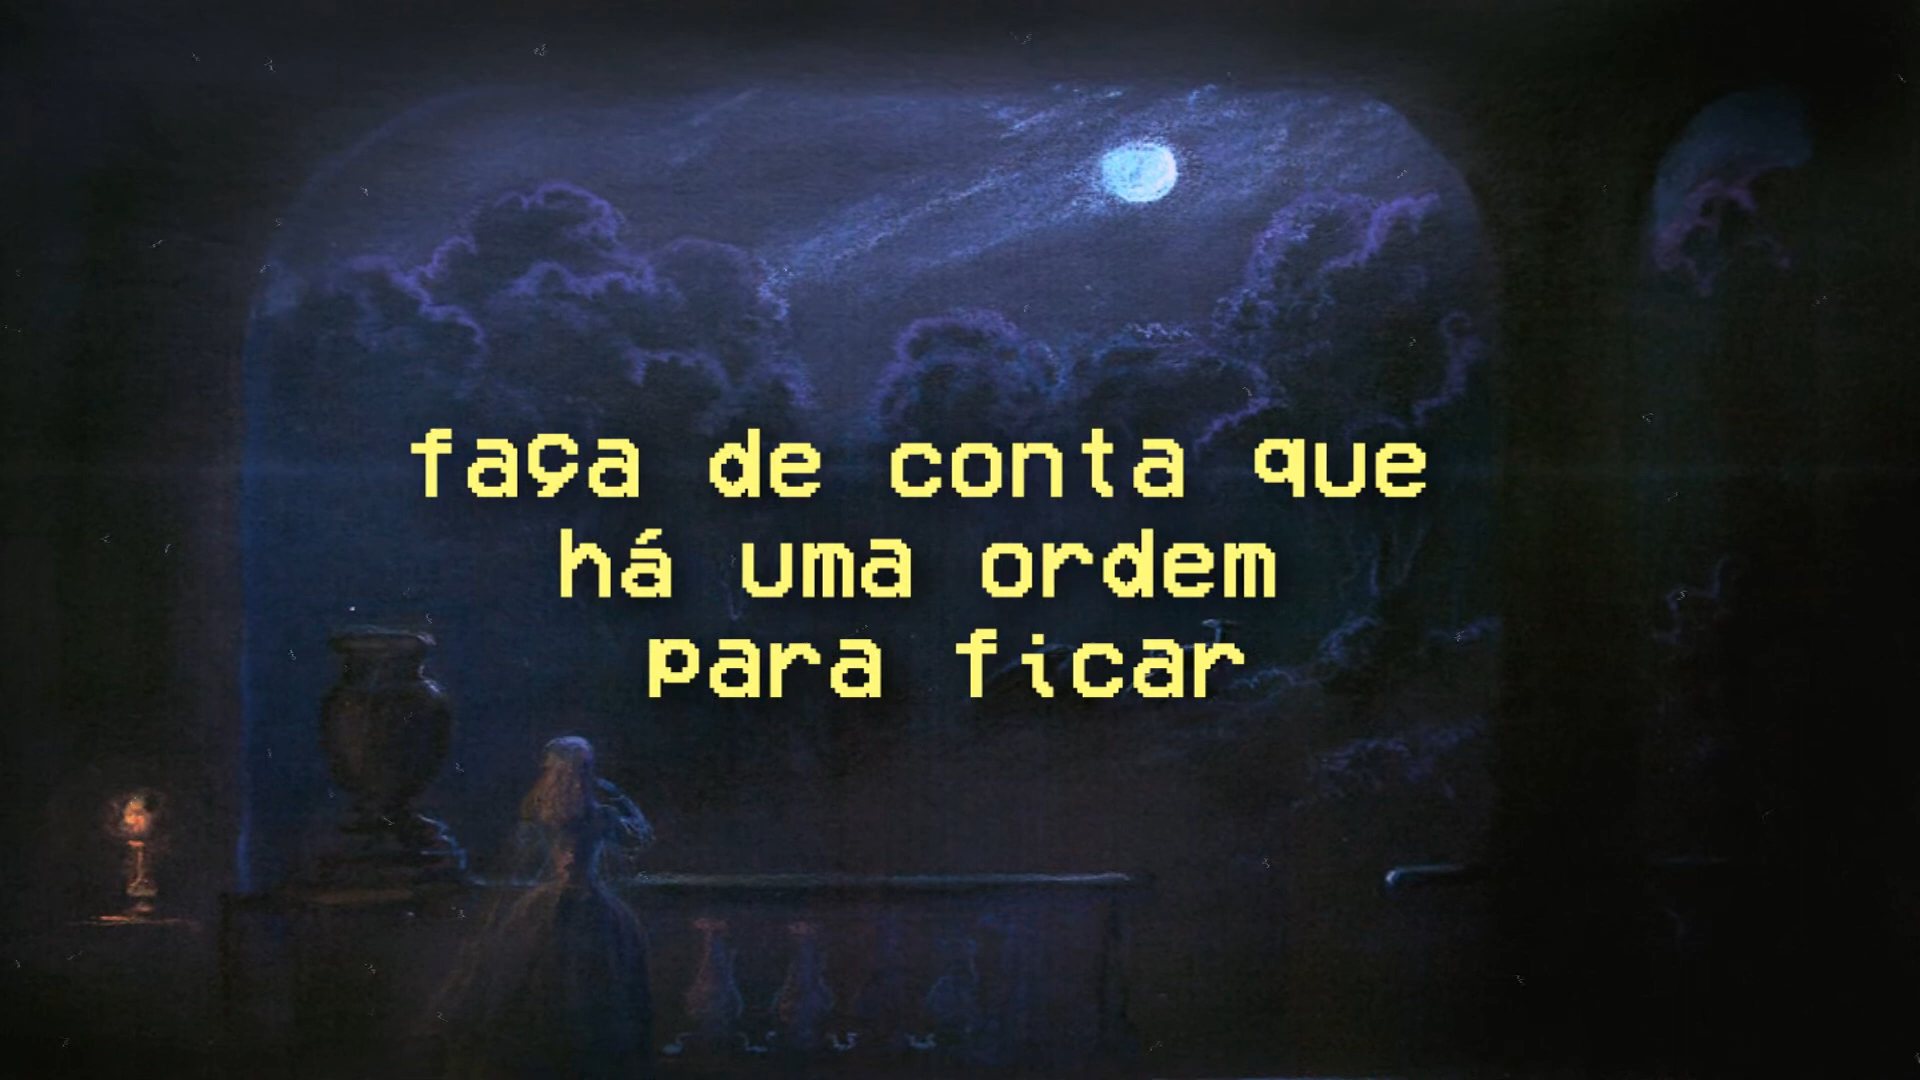 faça de conta que
há uma ordem
para ficar